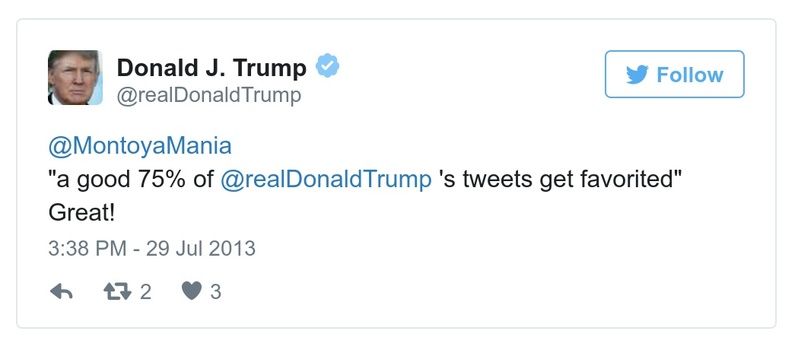 Donald J. Trump
@realDonaldTrump
Follow
@MontoyaMania
"a good 75% of @realDonaldTrump 's tweets get favorited"
Great!
3:38 PM - 29 Jul 2013
2 3